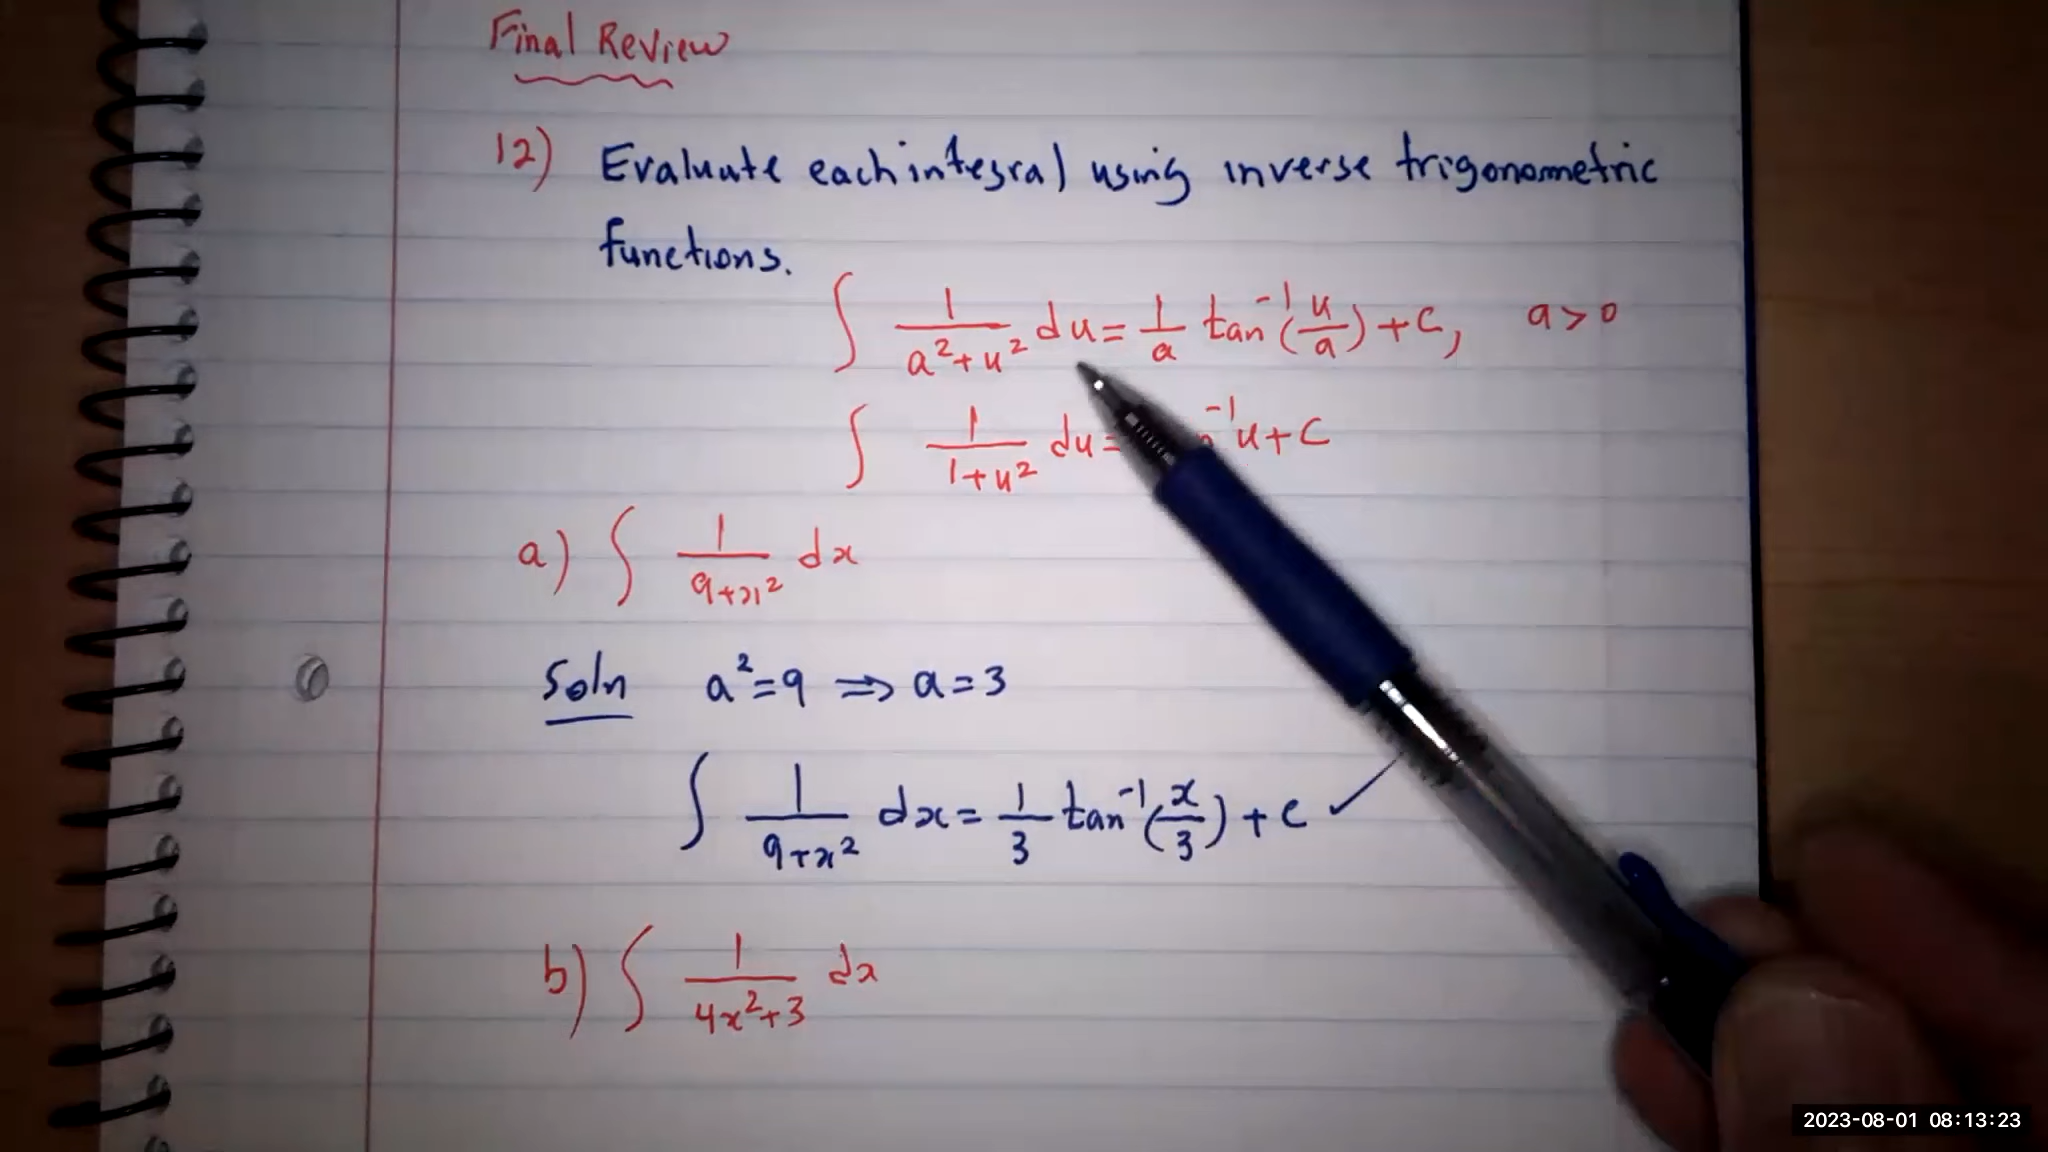 Final Review
12) Evaluate each integral using inverse trigonometric
functions.
∫ 1/(a²+u²) du = 1/a tan⁻¹(u/a) + C, a>0
∫ 1/(1+u²) du = u + C
a) ∫ 1/(9+x²) dx
Soln a²=9 ⇒ a=3
∫ 1/(9+x²) dx = 1/3 tan⁻¹(x/3) + C ✓
b) ∫ 1/(4x²+3) dx
2023-08-01 08:13:23